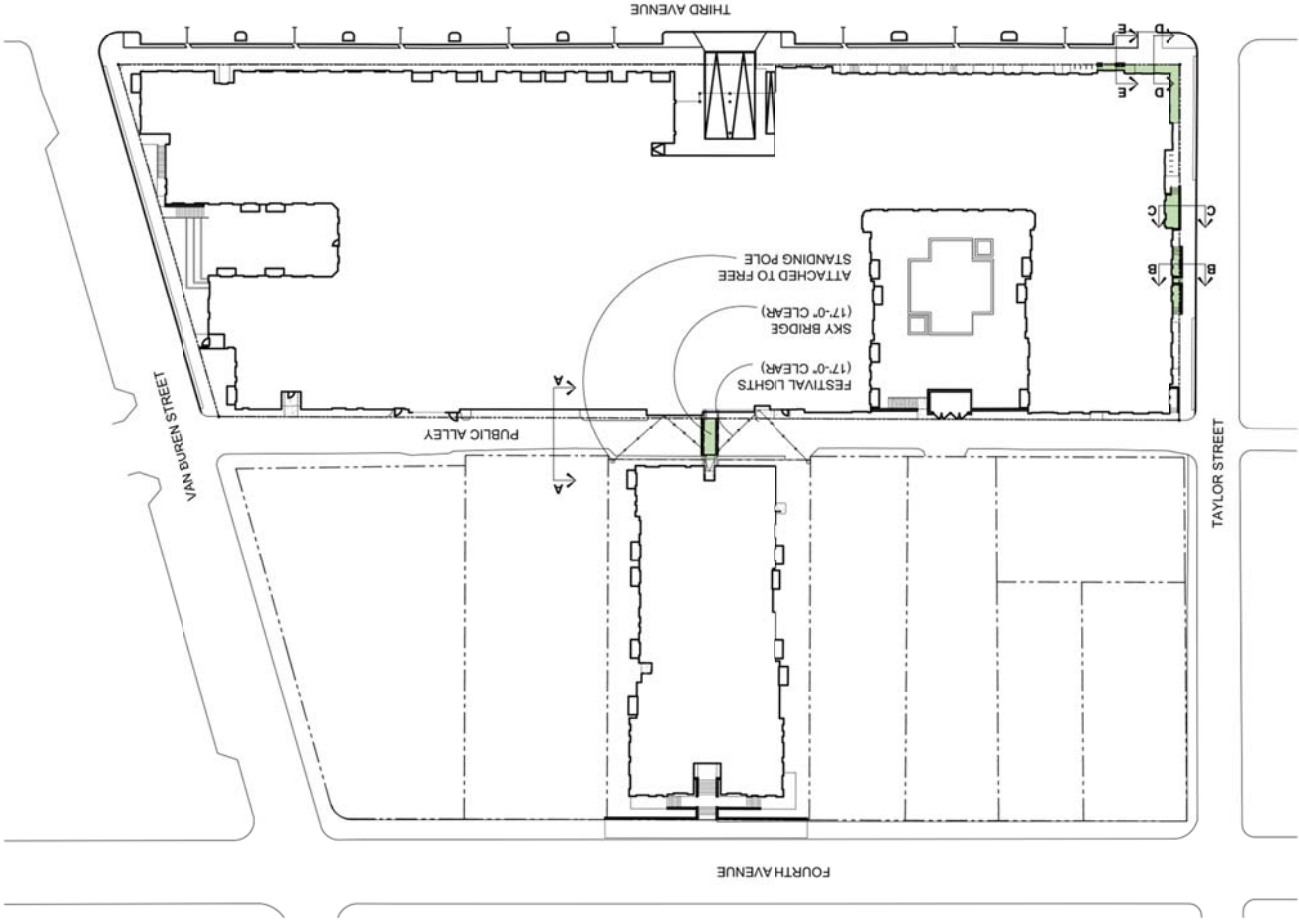 FOURTH AVENUE
TAYLOR STREET
A
PUBLIC ALLEY
VAN BUREN STREET
A
FESTIVAL LIGHTS
(17'-0" CLEAR)
SKY BRIDGE
(17'-0" CLEAR)
ATTACHED TO FREE
STANDING POLE
B B
C C
D E
D E
THIRD AVENUE